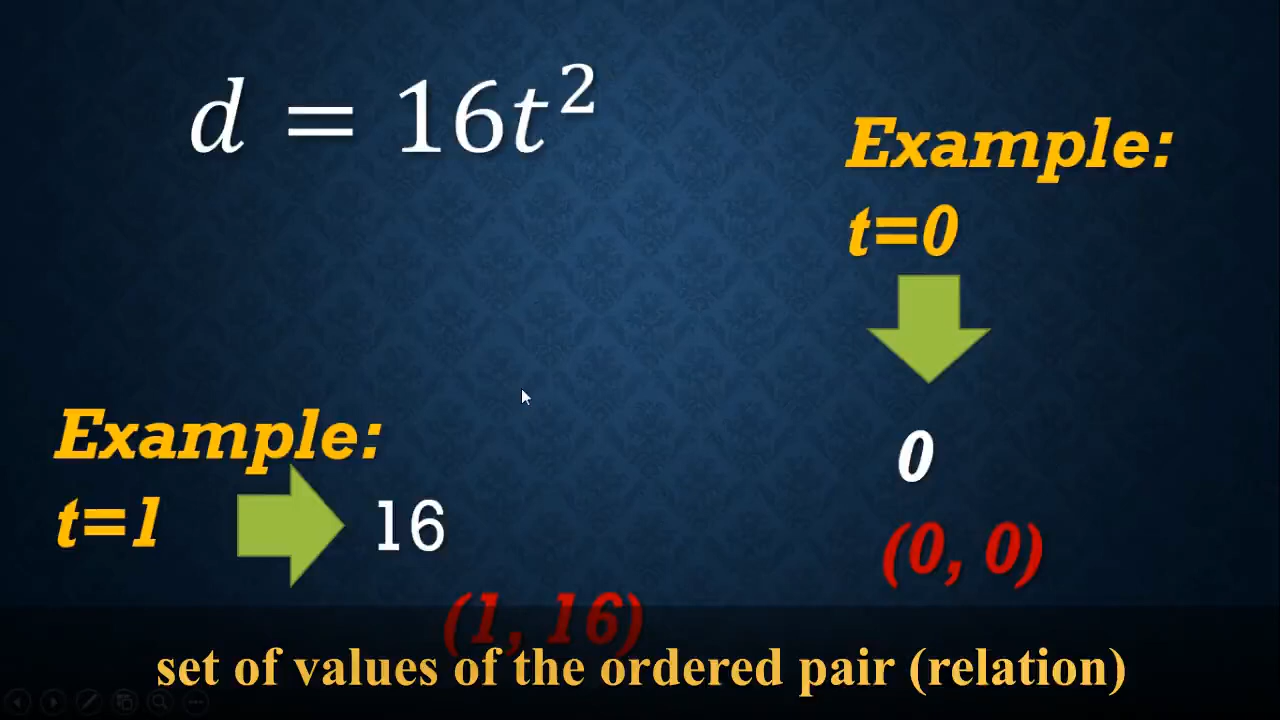 d = 16t²
Example:
t=0
0
(0, 0)
Example:
t=1
16
(1, 16)
set of values of the ordered pair (relation)